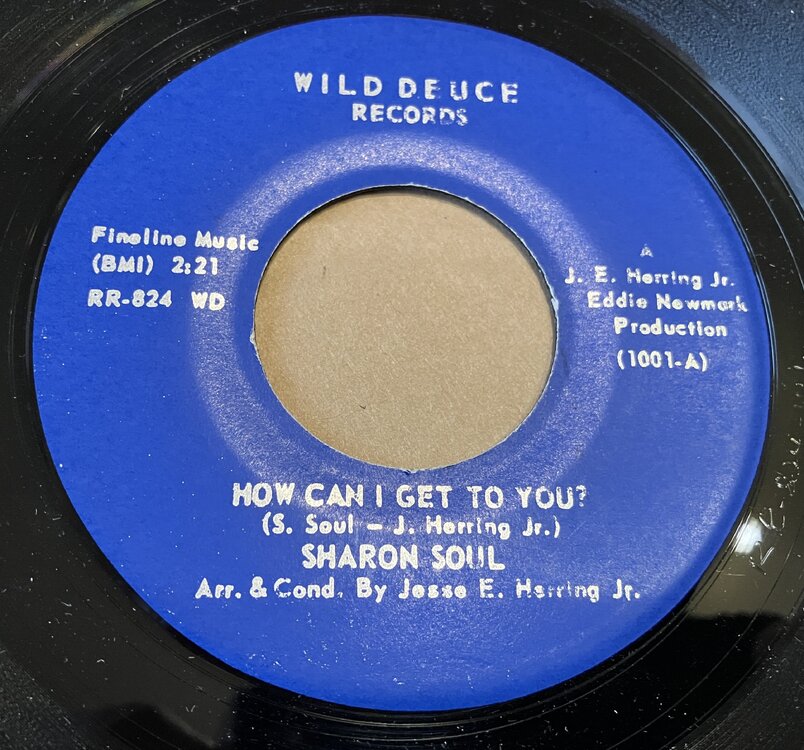 WILD DEUCE
RECORDS
Fineline Music
(BMI) 2:21
RR-824 WD
A
J. E. Herring Jr.
Eddie Newmark
Production
(1001-A)
HOW CAN I GET TO YOU?
(S. Soul - J. Herring Jr.)
SHARON SOUL
Arr. & Cond. By Jesse E. Herring Jr.